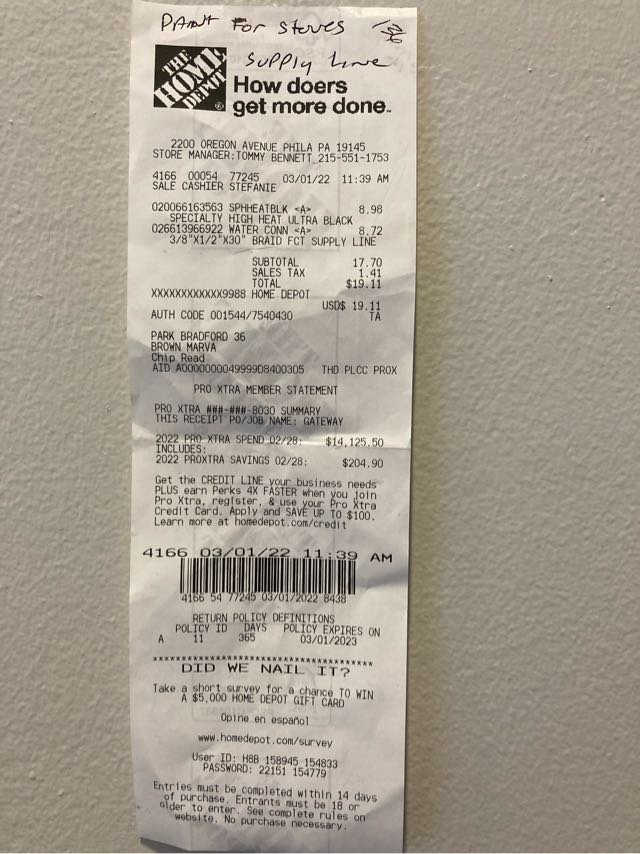 Paint For Stoves
Supply Line
THE HOME DEPOT
How doers
get more done.
2200 OREGON AVENUE PHILA PA 19145
STORE MANAGER:TOMMY BENNETT 215-551-1753
4166 00054 77245 03/01/22 11:39 AM
SALE CASHIER STEFANIE
020066163563 SPHHEATBLK <A> 8.98
SPECIALTY HIGH HEAT ULTRA BLACK
026613966922 WATER CONN <A> 8.72
3/8"X1/2"X30" BRAID FCT SUPPLY LINE
SUBTOTAL 17.70
SALES TAX 1.41
TOTAL $19.11
XXXXXXXXXXXX9988 HOME DEPOT
USD$ 19.11
AUTH CODE 001544/7540430 TA
PARK BRADFORD 36
BROWN MARVA
Chip Read
AID A0000000049999D8400305 THD PLCC PROX
PRO XTRA MEMBER STATEMENT
PRO XTRA ###-###-8030 SUMMARY
THIS RECEIPT PO/JOB NAME: GATEWAY
2022 PRO XTRA SPEND 02/28: $14,125.50
INCLUDES:
2022 PROXTRA SAVINGS 02/28: $204.90
Get the CREDIT LINE your business needs
PLUS earn Perks 4X FASTER when you join
Pro Xtra, register, & use your Pro Xtra
Credit Card. Apply and SAVE UP TO $100.
Learn more at homedepot.com/credit
4166 03/01/22 11:39 AM
4166 54 77245 03/01/2022 8438
RETURN POLICY DEFINITIONS
POLICY ID DAYS POLICY EXPIRES ON
A 11 365 03/01/2023
DID WE NAIL IT?
Take a short survey for a chance TO WIN
A $5,000 HOME DEPOT GIFT CARD
Opine en español
www.homedepot.com/survey
User ID: H8B 158945 154833
PASSWORD: 22151 154779
Entries must be completed within 14 days
of purchase. Entrants must be 18 or
older to enter. See complete rules on
website. No purchase necessary.